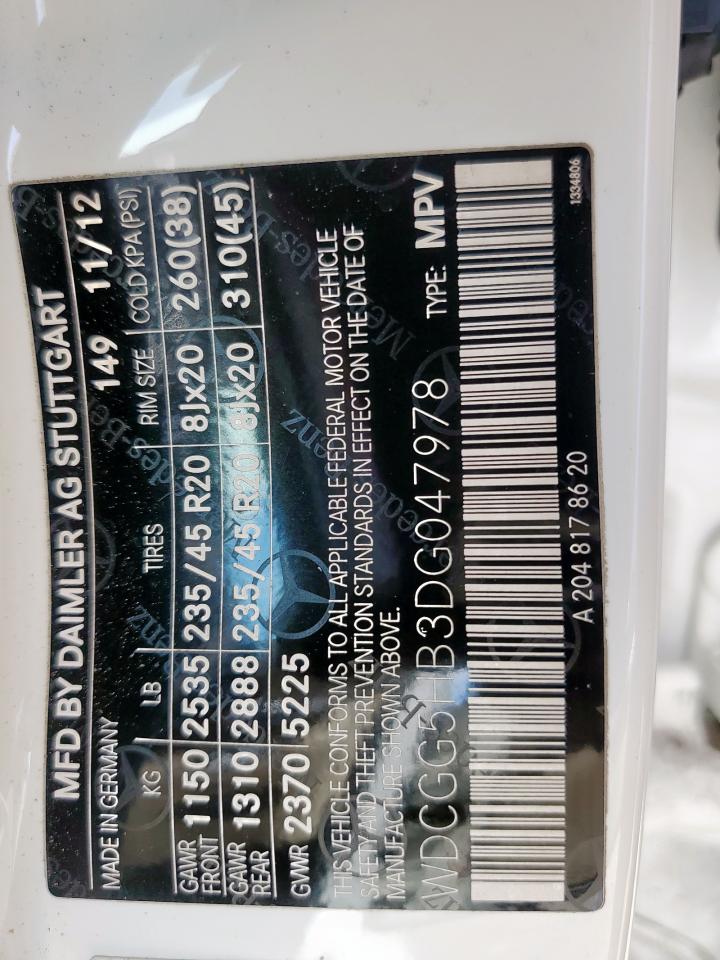 MFD BY DAIMLER AG STUTTGART
MADE IN GERMANY 149 11/12
KG LB TIRES RIM SIZE COLD KPA(PSI)
GAWR FRONT 1150 2535 235/45 R20 8Jx20 260(38)
GAWR REAR 1310 2888 235/45 R20 8Jx20 310(45)
GVWR 2370 5225
THIS VEHICLE CONFORMS TO ALL APPLICABLE FEDERAL MOTOR VEHICLE
SAFETY AND THEFT PREVENTION STANDARDS IN EFFECT ON THE DATE OF
MANUFACTURE SHOWN ABOVE.
WDCGG5HB3DG047978 TYPE: MPV
A 204 817 86 20
1334806